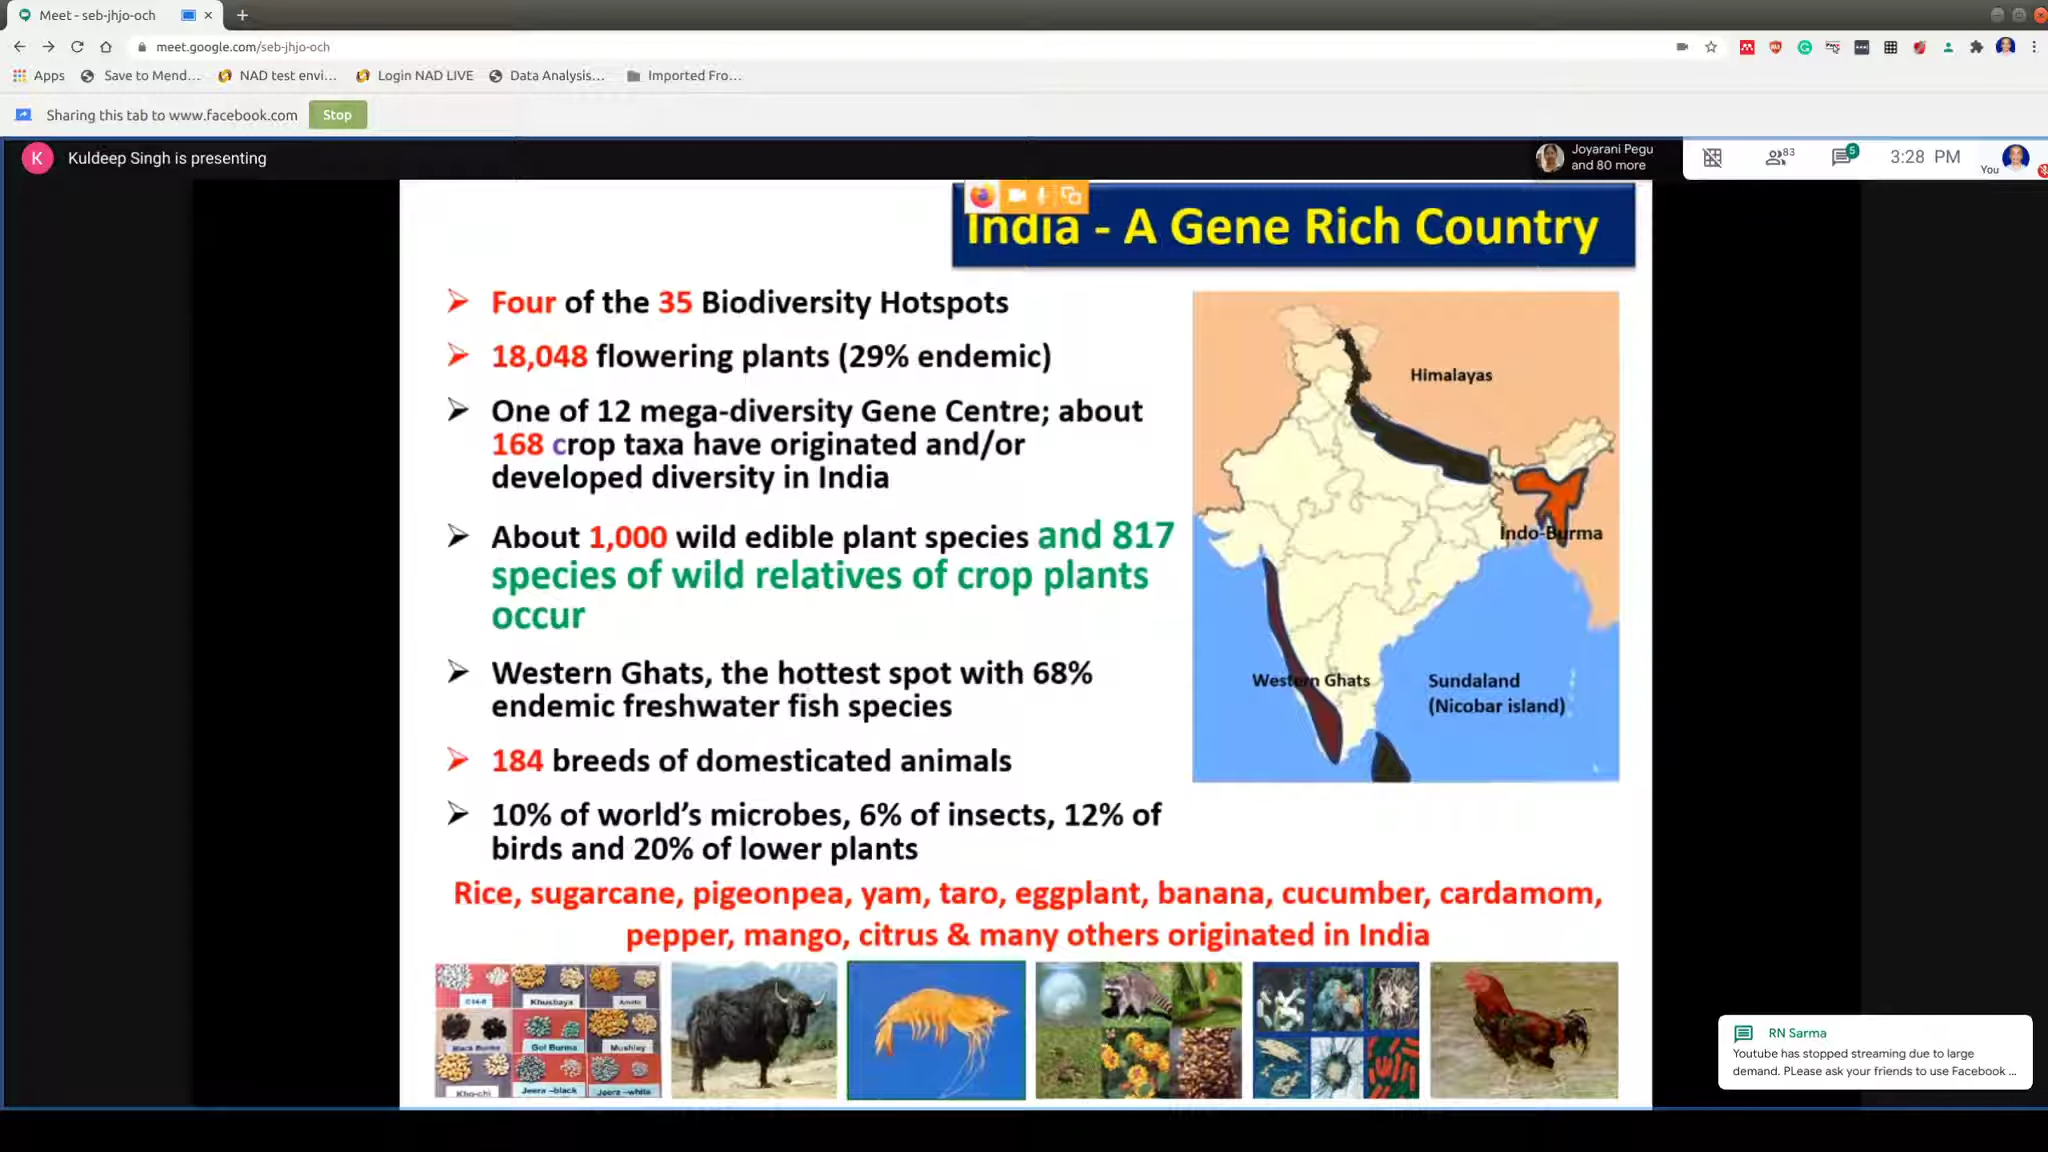 Meet - seb-jhjo-och
meet.google.com/seb-jhjo-och
Apps Save to Mend... NAD test envi... Login NAD LIVE Data Analysis... Imported Fro...
Sharing this tab to www.facebook.com Stop
K Kuldeep Singh is presenting
Joyarani Pegu
and 80 more
83
5
3:28 PM
You
India - A Gene Rich Country
Four of the 35 Biodiversity Hotspots
18,048 flowering plants (29% endemic)
One of 12 mega-diversity Gene Centre; about
168 crop taxa have originated and/or
developed diversity in India
About 1,000 wild edible plant species and 817
species of wild relatives of crop plants
occur
Western Ghats, the hottest spot with 68%
endemic freshwater fish species
184 breeds of domesticated animals
10% of world's microbes, 6% of insects, 12% of
birds and 20% of lower plants
Himalayas
Indo-Burma
Western Ghats
Sundaland
(Nicobar island)
Rice, sugarcane, pigeonpea, yam, taro, eggplant, banana, cucumber, cardamom,
pepper, mango, citrus & many others originated in India
Khusbaya
Gol Burma Mushley
Kho-chi Jeera -black Jeera -white
RN Sarma
Youtube has stopped streaming due to large
demand. PLease ask your friends to use Facebook ...